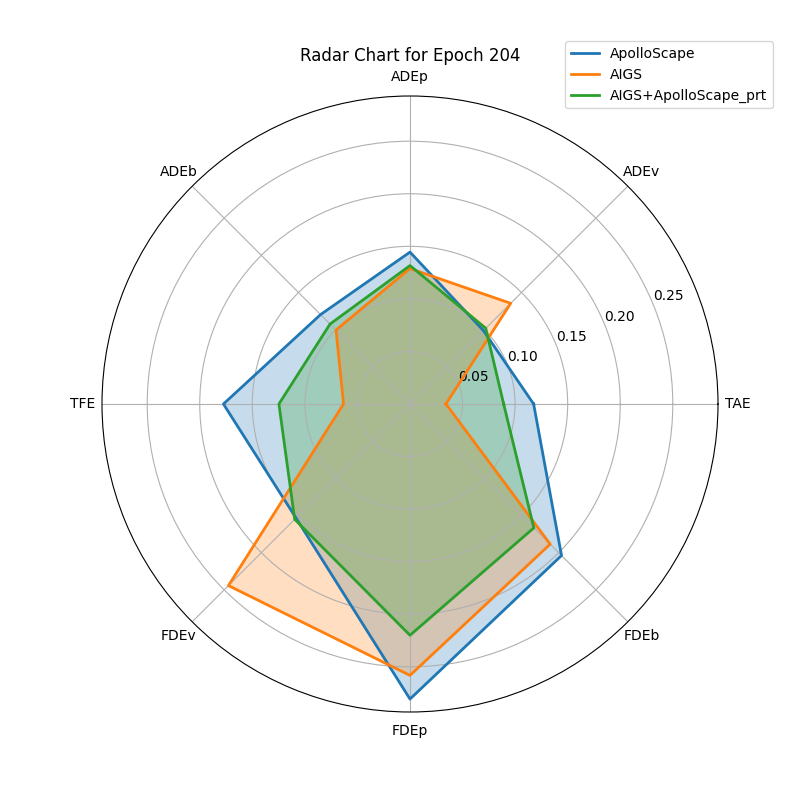 Radar Chart for Epoch 204
ApolloScape
AIGS
AIGS+ApolloScape_prt
ADEp
ADEb
ADEv
0.25
0.20
0.15
0.10
0.05
TFE
TAE
FDEv
FDEb
FDEp